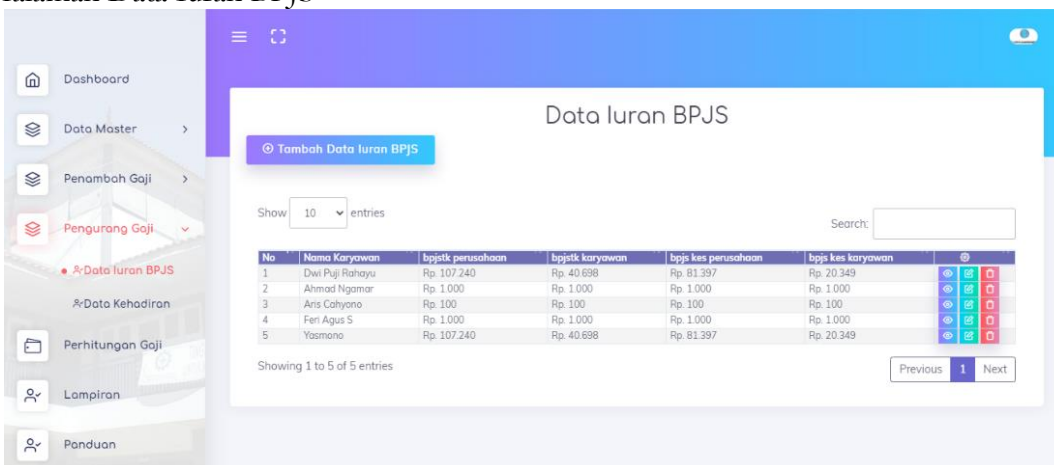 Data Iuran BPJS
Dashboard
Data Master
Penambah Gaji
Pengurang Gaji
Data Iuran BPJS
Data Kehadiran
Perhitungan Gaji
Lampiran
Panduan
Data Iuran BPJS
Tambah Data Iuran BPJS
Show 10 entries
Search:
No Nama Karyawan bpjstk perusahaan bpjstk karyawan bpjs kes perusahaan bpjs kes karyawan
1 Dwi Puji Rahayu Rp. 107.240 Rp. 40.698 Rp. 81.397 Rp. 20.349
2 Ahmad Ngamar Rp. 1.000 Rp. 1.000 Rp. 1.000 Rp. 1.000
3 Aris Cahyono Rp. 100 Rp. 100 Rp. 100 Rp. 100
4 Feri Agus S Rp. 1.000 Rp. 1.000 Rp. 1.000 Rp. 1.000
5 Yasmono Rp. 107.240 Rp. 40.698 Rp. 81.397 Rp. 20.349
Showing 1 to 5 of 5 entries
Previous 1 Next